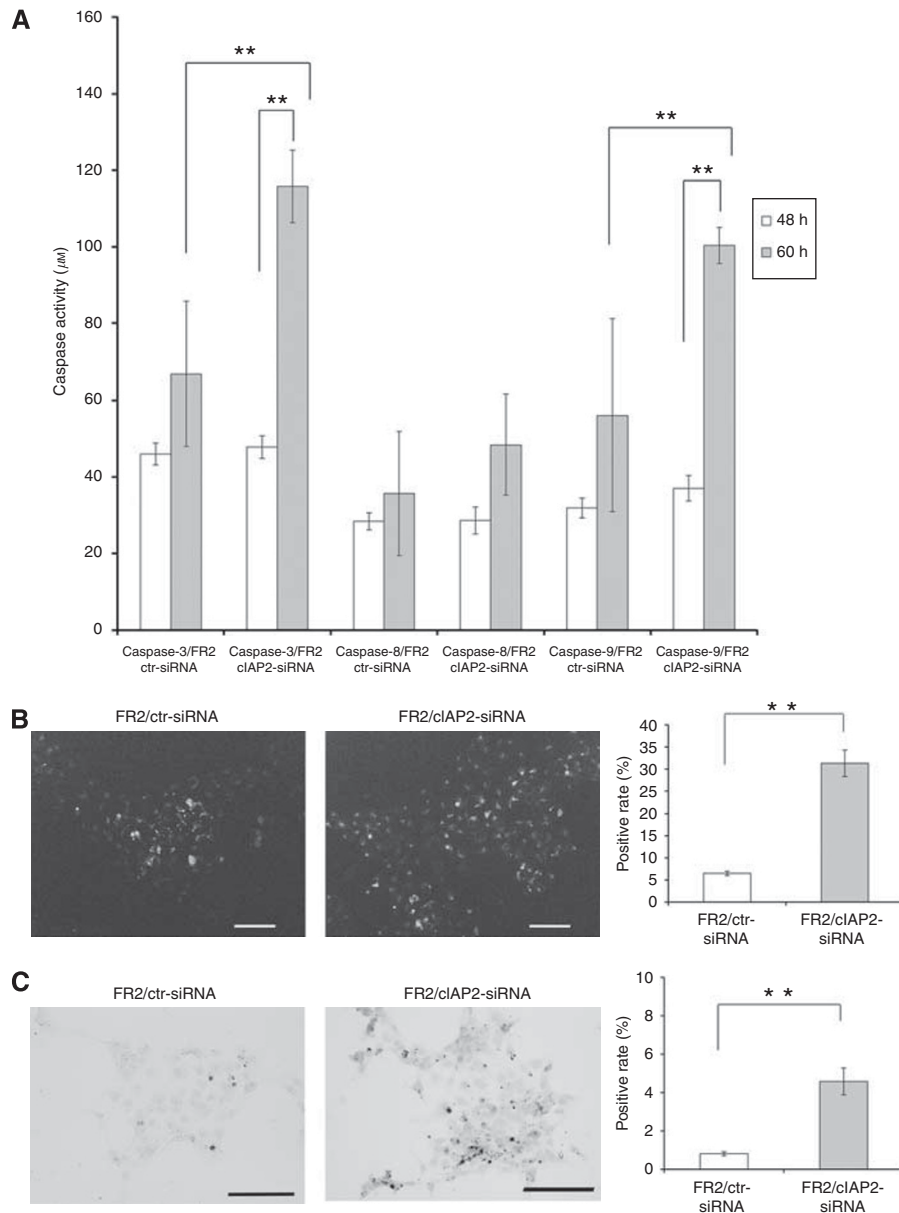 A
160
140
120
100
80
60
40
20
0
Caspase activity (μM)
**
**
**
**
48 h
60 h
Caspase-3/FR2
ctr-siRNA
Caspase-3/FR2
cIAP2-siRNA
Caspase-8/FR2
ctr-siRNA
Caspase-8/FR2
cIAP2-siRNA
Caspase-9/FR2
ctr-siRNA
Caspase-9/FR2
cIAP2-siRNA
B
FR2/ctr-siRNA
FR2/cIAP2-siRNA
40
35
30
25
20
15
10
5
0
Positive rate (%)
* *
FR2/ctr-
siRNA
FR2/cIAP2-
siRNA
C
FR2/ctr-siRNA
FR2/cIAP2-siRNA
10
8
6
4
2
0
Positive rate (%)
* *
FR2/ctr-
siRNA
FR2/cIAP2-
siRNA